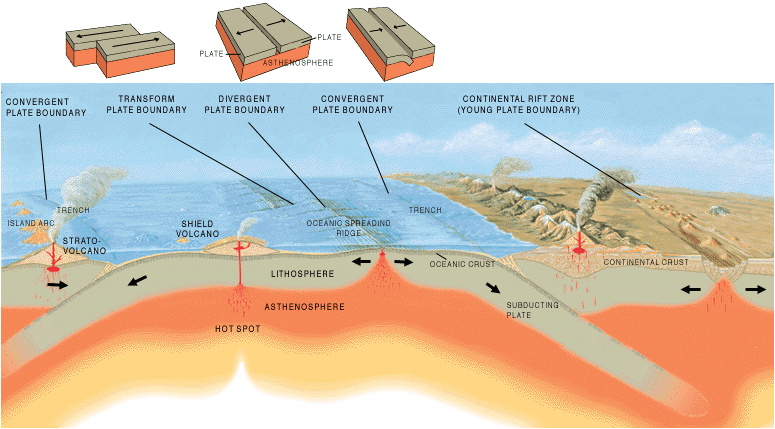 PLATE
PLATE
ASTHENOSPHERE
CONVERGENT
PLATE BOUNDARY
TRANSFORM
PLATE BOUNDARY
DIVERGENT
PLATE BOUNDARY
CONVERGENT
PLATE BOUNDARY
CONTINENTAL RIFT ZONE
(YOUNG PLATE BOUNDARY)
TRENCH
ISLAND ARC
STRATO-
VOLCANO
SHIELD
VOLCANO
OCEANIC SPREADING
RIDGE
TRENCH
LITHOSPHERE
OCEANIC CRUST
CONTINENTAL CRUST
ASTHENOSPHERE
SUBDUCTING
PLATE
HOT SPOT